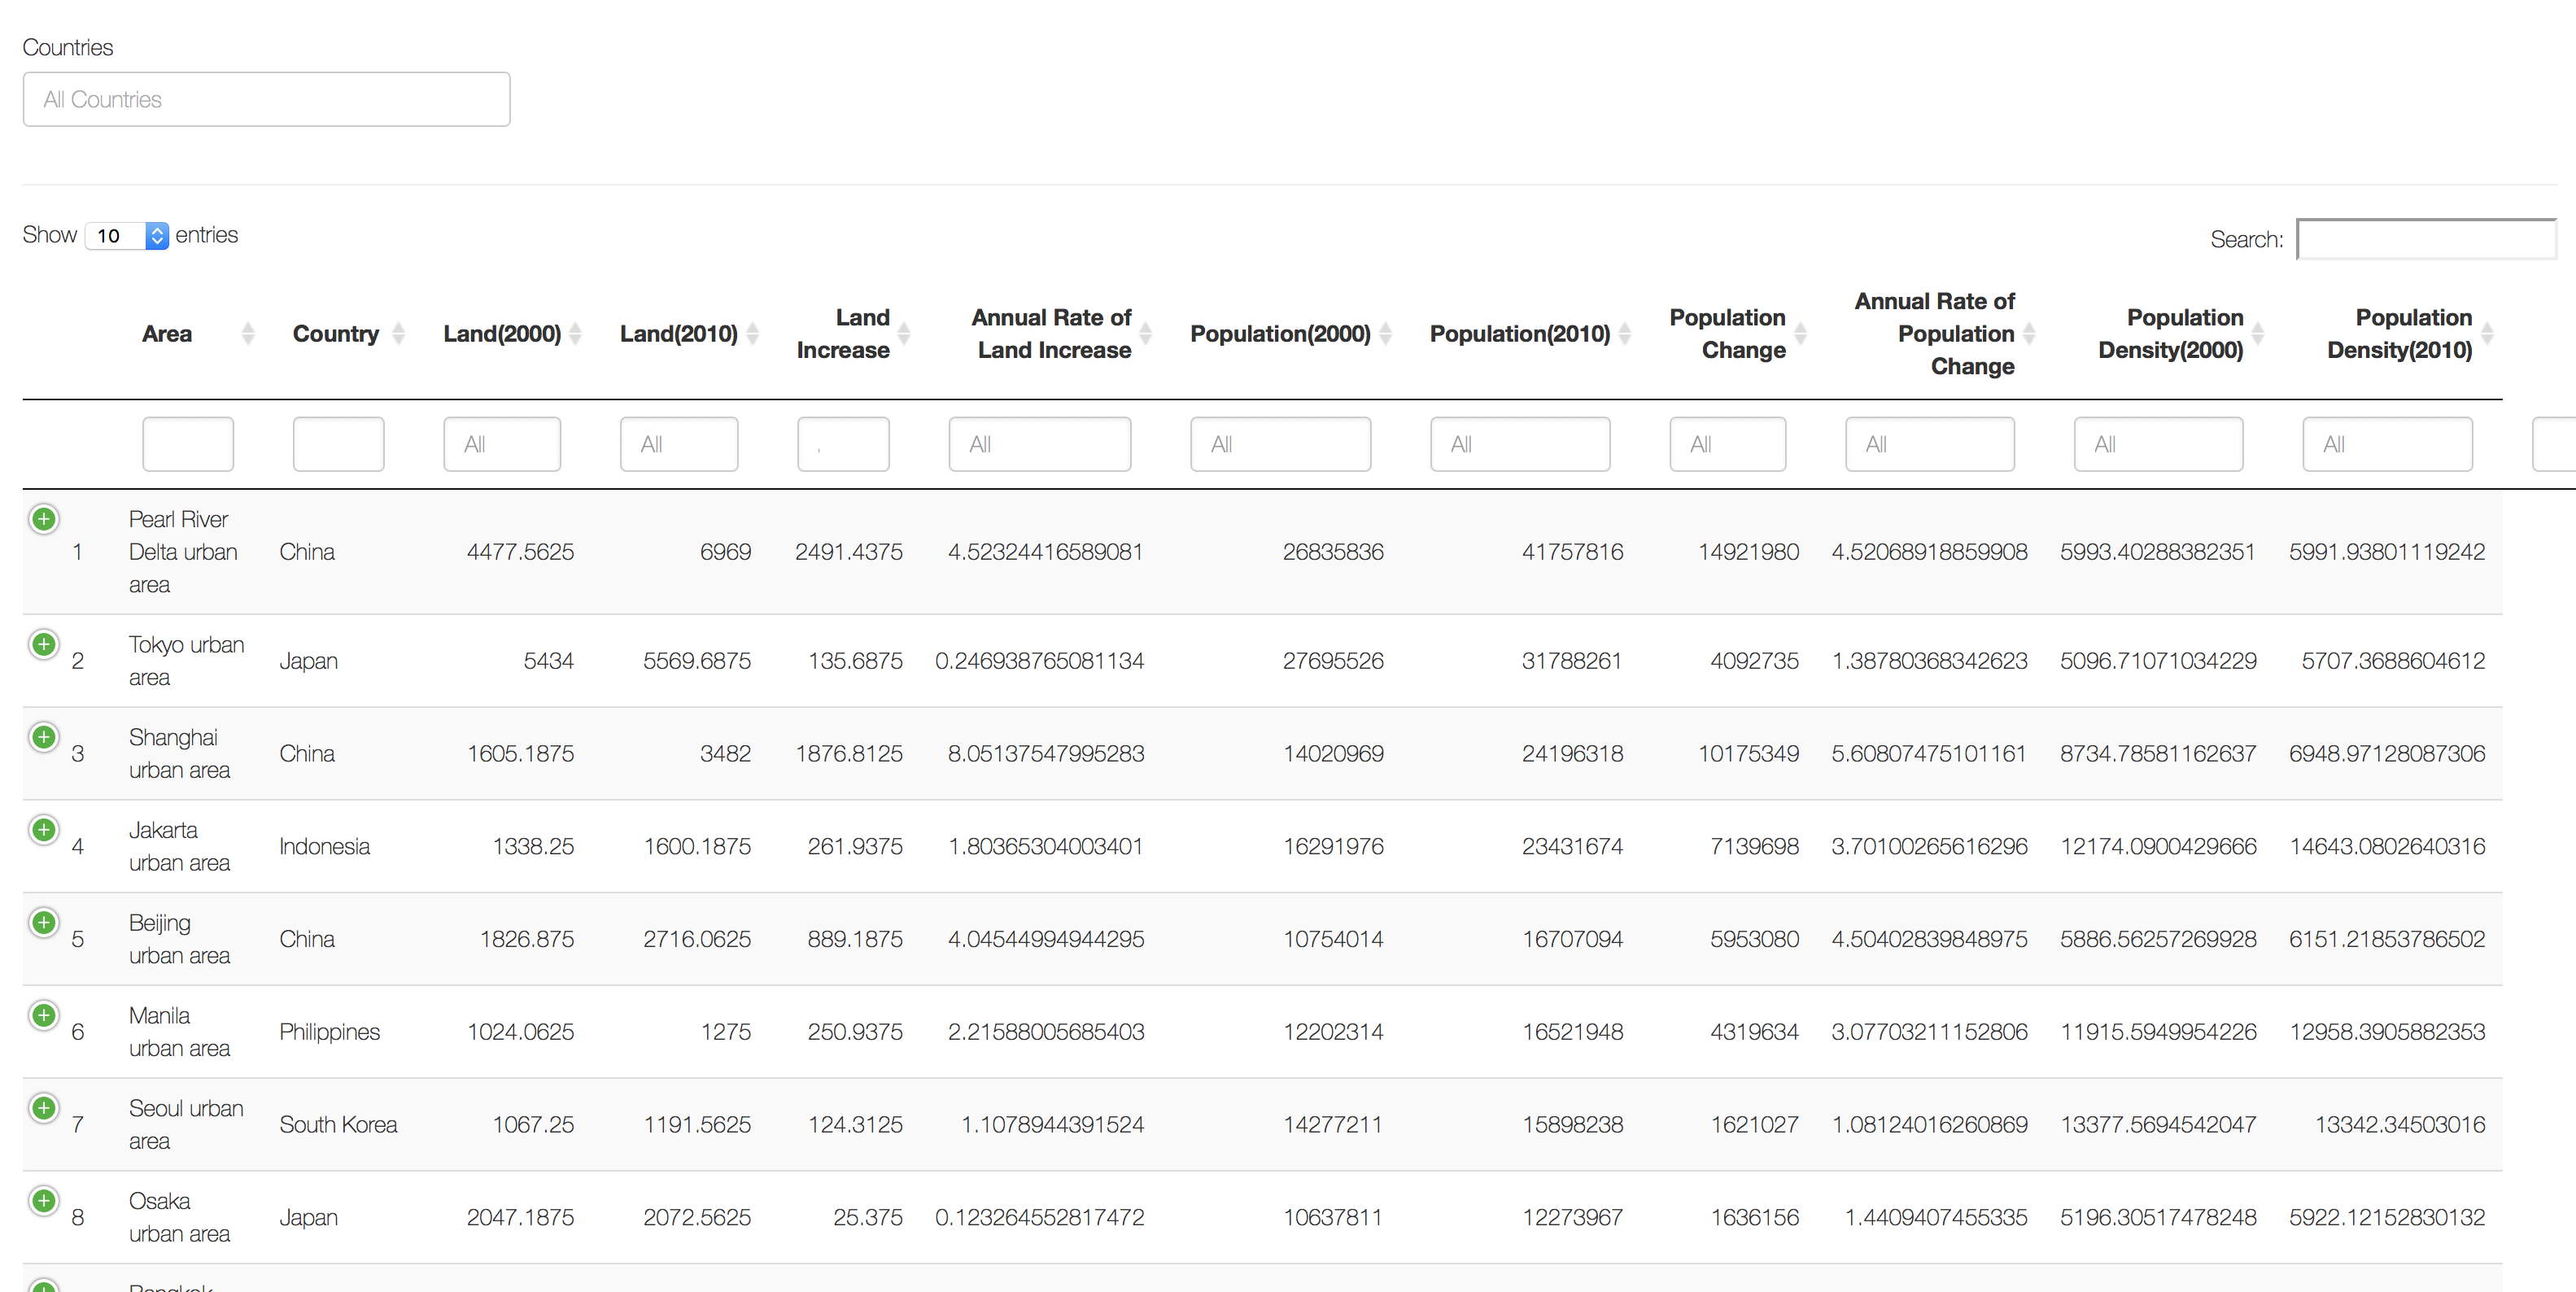 Countries
All Countries
Show 10 entries
Search:
Area Country Land(2000) Land(2010) Land Increase Annual Rate of Land Increase Population(2000) Population(2010) Population Change Annual Rate of Population Change Population Density(2000) Population Density(2010)
All All All All All All All All All
1 Pearl River Delta urban area China 4477.5625 6969 2491.4375 4.52324416589081 26835836 41757816 14921980 4.52068918859908 5993.40288382351 5991.93801119242
2 Tokyo urban area Japan 5434 5569.6875 135.6875 0.246938765081134 27695526 31788261 4092735 1.38780368342623 5096.71071034229 5707.3688604612
3 Shanghai urban area China 1605.1875 3482 1876.8125 8.05137547995283 14020969 24196318 10175349 5.60807475101161 8734.78581162637 6948.97128087306
4 Jakarta urban area Indonesia 1338.25 1600.1875 261.9375 1.80365304003401 16291976 23431674 7139698 3.70100265616296 12174.0900429666 14643.0802640316
5 Beijing urban area China 1826.875 2716.0625 889.1875 4.04544994944295 10754014 16707094 5953080 4.50402839848975 5886.56257269928 6151.21853786502
6 Manila urban area Philippines 1024.0625 1275 250.9375 2.21588005685403 12202314 16521948 4319634 3.07703211152806 11915.5949954226 12958.3905882353
7 Seoul urban area South Korea 1067.25 1191.5625 124.3125 1.1078944391524 14277211 15898238 1621027 1.08124016260869 13377.5694542047 13342.34503016
8 Osaka urban area Japan 2047.1875 2072.5625 25.375 0.123264552817472 10637811 12273967 1636156 1.4409407455335 5196.30517478248 5922.12152830132